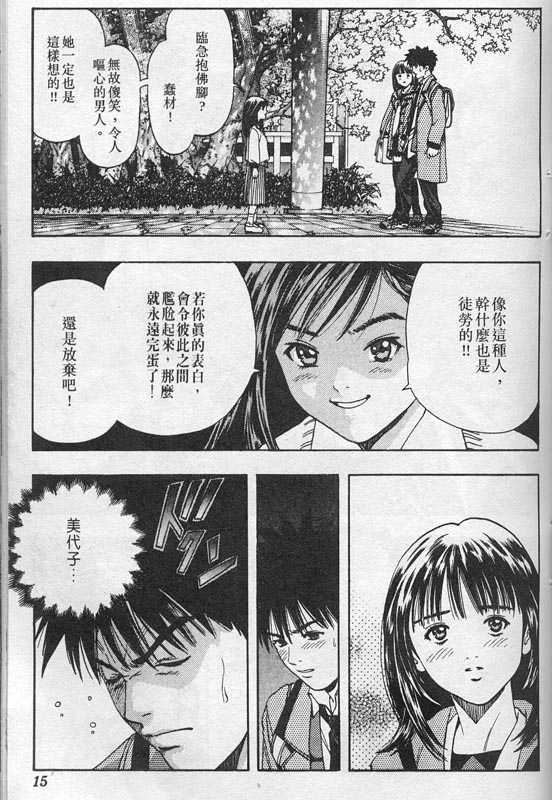 臨急抱佛腳？
蠢材！
無故傻笑，令人
嘔心的男人。
她一定也是
這樣想的!!
像你這種人，
幹什麼也是
徒勞的!!
若你真的表白，
會令彼此之間
尷尬起來，那麼
就永遠完蛋了！
還是放棄吧！
美代子…
ドドドーン
15